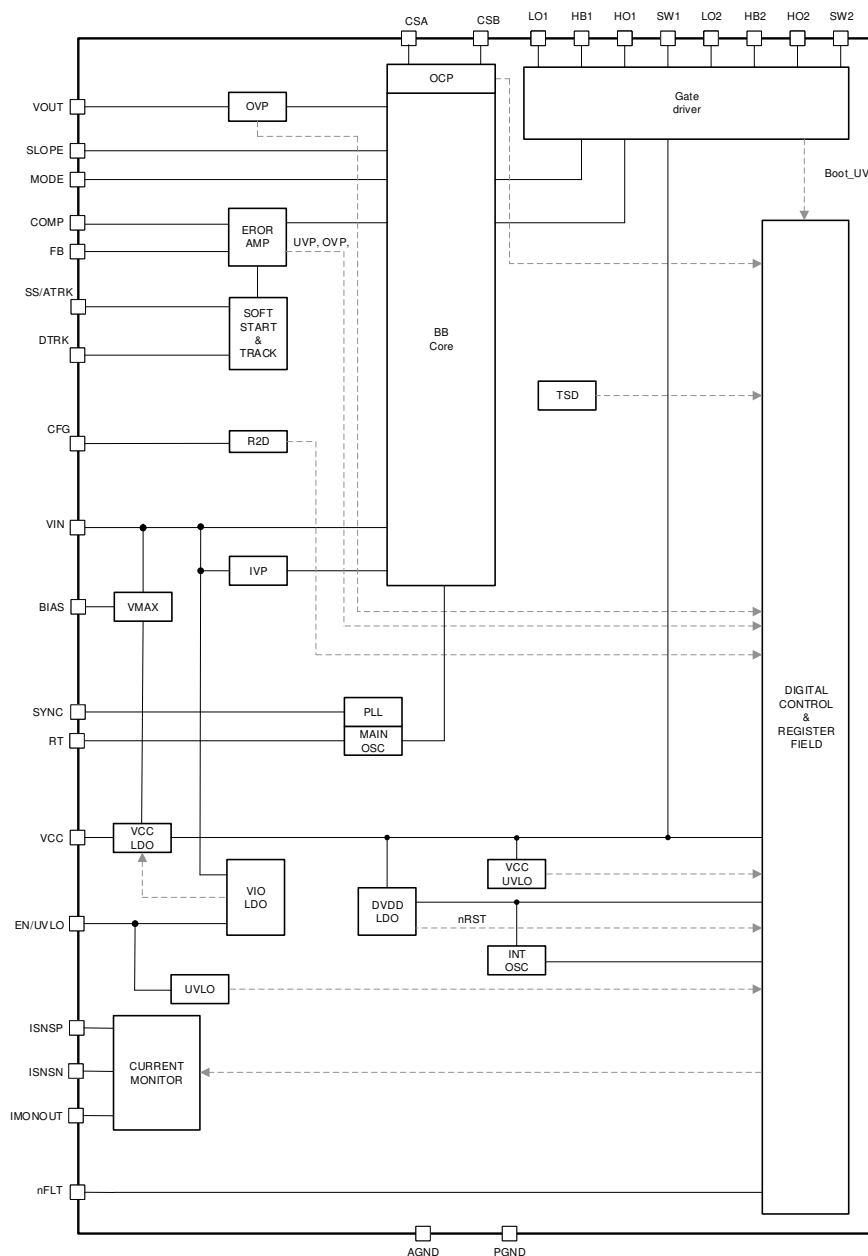 CSA
CSB
LO1
HB1
HO1
SW1
LO2
HB2
HO2
SW2
OCP
Gate
driver
VOUT
OVP
SLOPE
MODE
Boot_UV
COMP
EROR
AMP
UVP, OVP,
FB
SS/ATRK
SOFT
START
&
TRACK
DTRK
BB
Core
TSD
CFG
R2D
VIN
IVP
BIAS
VMAX
SYNC
PLL
RT
MAIN
OSC
DIGITAL
CONTROL
&
REGISTER
FIELD
VCC
VCC
LDO
VCC
UVLO
VIO
LDO
DVDD
LDO
nRST
EN/UVLO
INT
OSC
UVLO
ISNSP
ISNSN
CURRENT
MONITOR
IMONOUT
nFLT
AGND
PGND